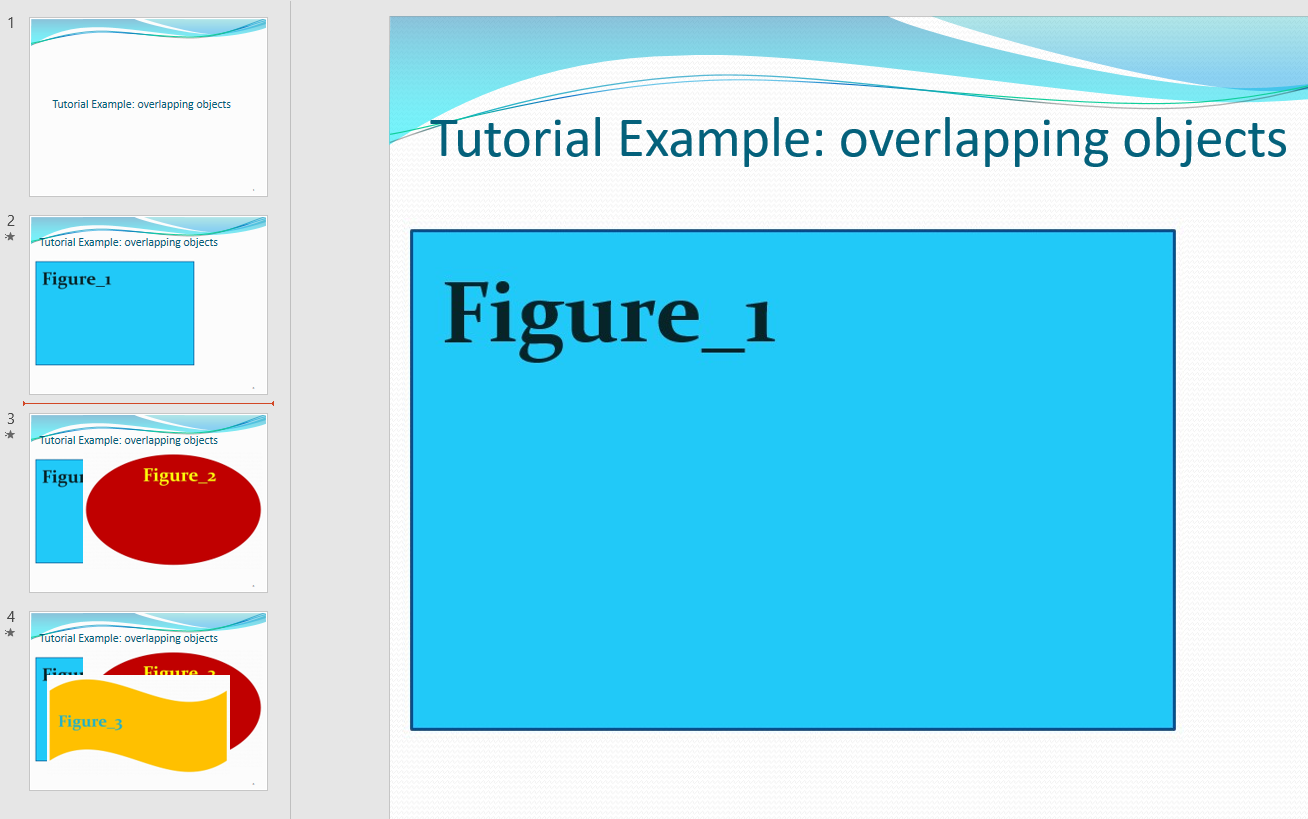 1
Tutorial Example: overlapping objects
2
Tutorial Example: overlapping objects
Figure_1
3
Tutorial Example: overlapping objects
Figu
Figure_2
4
Tutorial Example: overlapping objects
Figure_3
Tutorial Example: overlapping objects
Figure_1